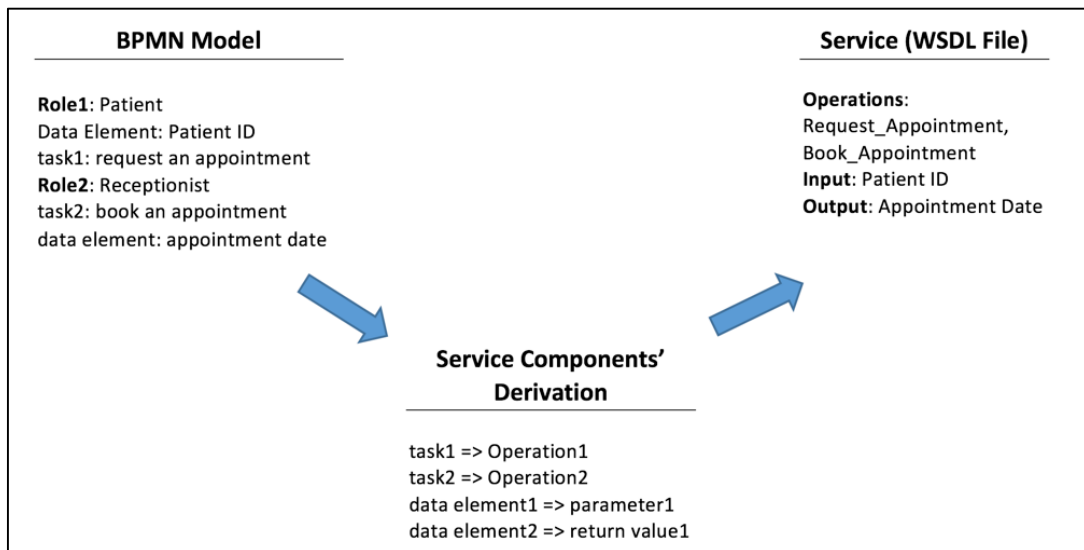 BPMN Model
Role1: Patient
Data Element: Patient ID
task1: request an appointment
Role2: Receptionist
task2: book an appointment
data element: appointment date
Service (WSDL File)
Operations:
Request_Appointment,
Book_Appointment
Input: Patient ID
Output: Appointment Date
Service Components’
Derivation
task1 => Operation1
task2 => Operation2
data element1 => parameter1
data element2 => return value1